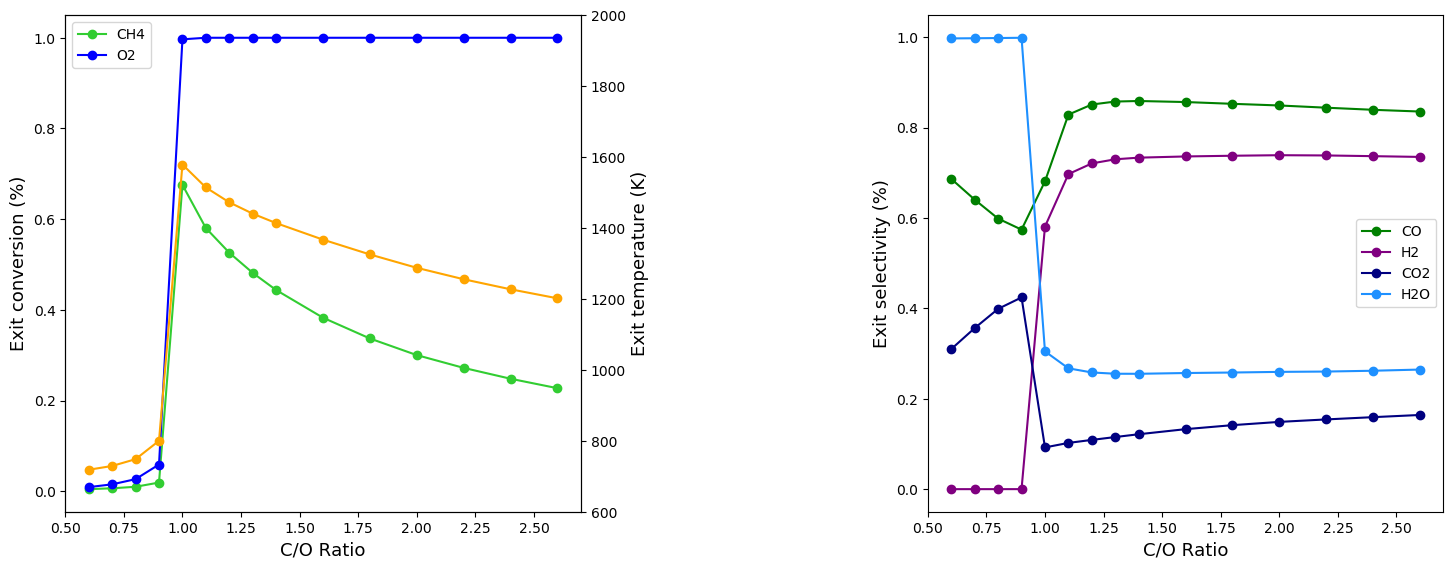 CH4
O2
Exit conversion (%)
1.0
0.8
0.6
0.4
0.2
0.0
0.50 0.75 1.00 1.25 1.50 1.75 2.00 2.25 2.50
C/O Ratio
2000
1800
1600
1400
1200
1000
800
600
Exit temperature (K)
Exit selectivity (%)
1.0
0.8
0.6
0.4
0.2
0.0
CO
H2
CO2
H2O
0.50 0.75 1.00 1.25 1.50 1.75 2.00 2.25 2.50
C/O Ratio